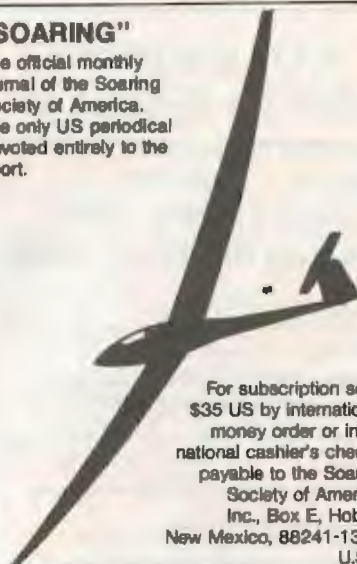 SOARING"
e official monthly
urnal of the Soaring
ciety of America.
e only US periodical
voted entirely to the
ort.
For subscription se
$35 US by internatio
money order or in
national cashier's che
payable to the Soar
Society of Amer
Inc., Box E, Hob
New Mexico, 88241-13
U.S